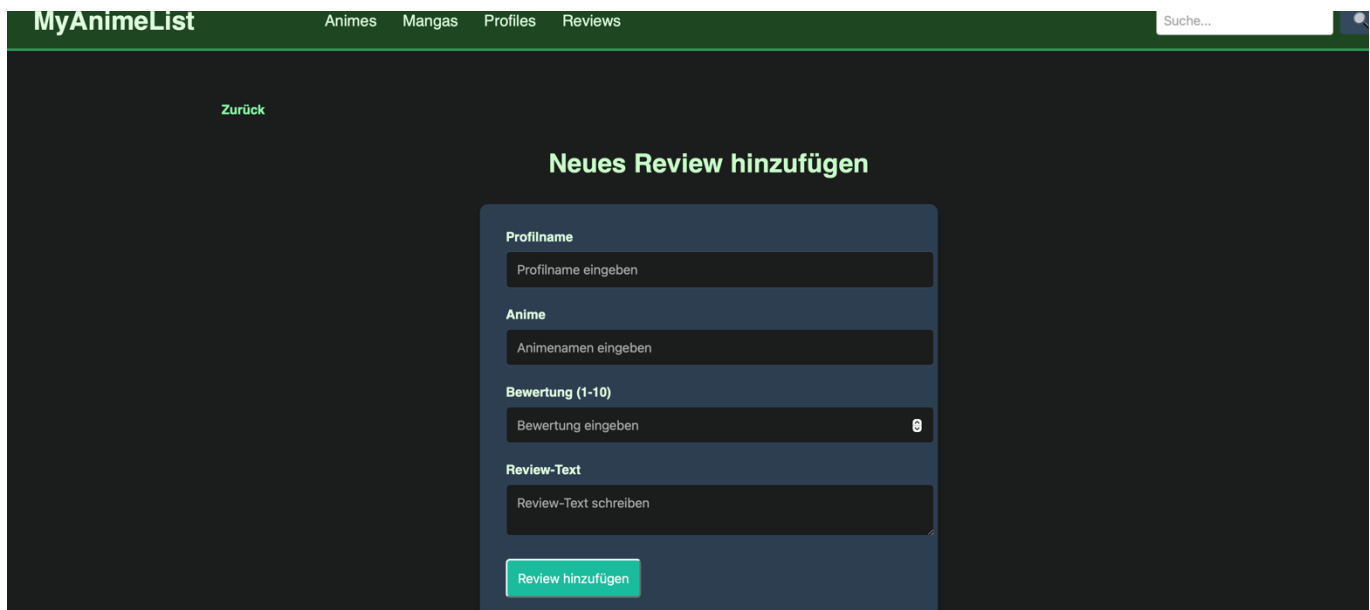 MyAnimeList Animes Mangas Profiles Reviews Suche...
Zurück
Neues Review hinzufügen
Profilname
Profilname eingeben
Anime
Animenamen eingeben
Bewertung (1-10)
Bewertung eingeben
Review-Text
Review-Text schreiben
Review hinzufügen